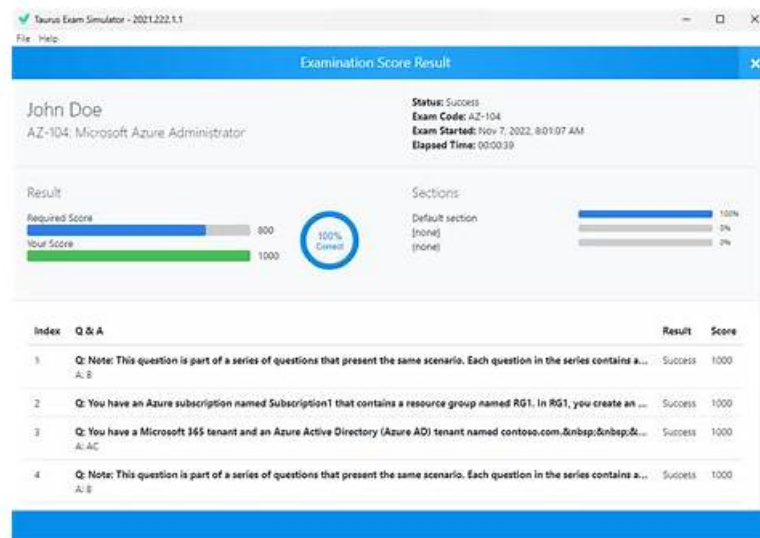 Taurus Exam Simulator - 2021.222.1.1
File Help
Examination Score Result
John Doe
AZ-104: Microsoft Azure Administrator
Status: Success
Exam Code: AZ-104
Exam Started: Nov 7, 2022, 8:01:07 AM
Elapsed Time: 00:00:39
Result
Required Score
800
Your Score
1000
100%
Correct
Sections
Default section 100%
[none] 0%
(none) 0%
Index Q & A Result Score
1 Q: Note: This question is part of a series of questions that present the same scenario. Each question in the series contains a... Success 1000
A: B
2 Q: You have an Azure subscription named Subscription1 that contains a resource group named RG1. In RG1, you create an ... Success 1000
3 Q: You have a Microsoft 365 tenant and an Azure Active Directory (Azure AD) tenant named contoso.com.&nbsp;&nbsp;&... Success 1000
A: AC
4 Q: Note: This question is part of a series of questions that present the same scenario. Each question in the series contains a... Success 1000
A: B